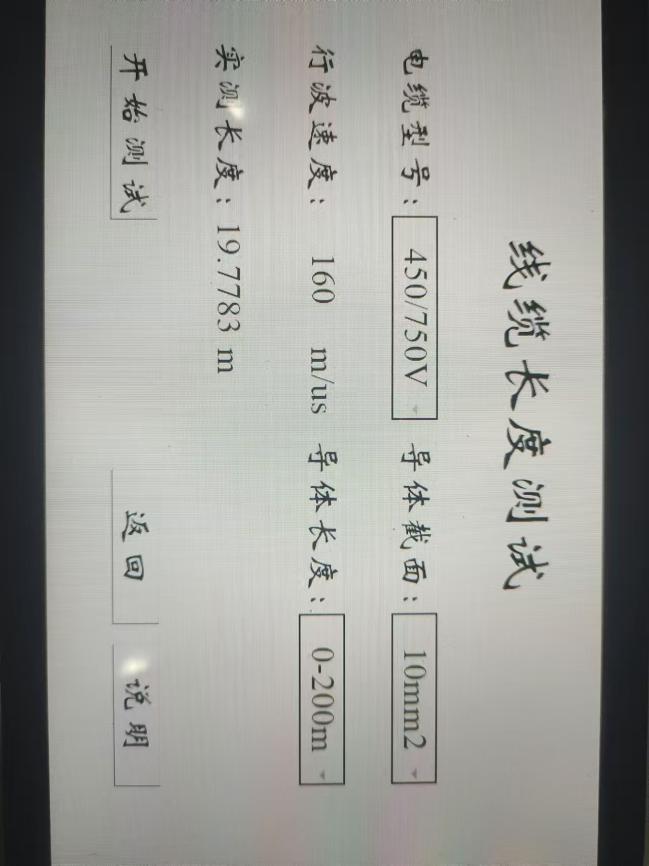 线缆长度测试
电缆型号： 450/750V 导体截面： 10mm2
行波速度： 160 m/us 导体长度： 0-200m
实测长度： 19.7783 m
开始测试 返回 说明